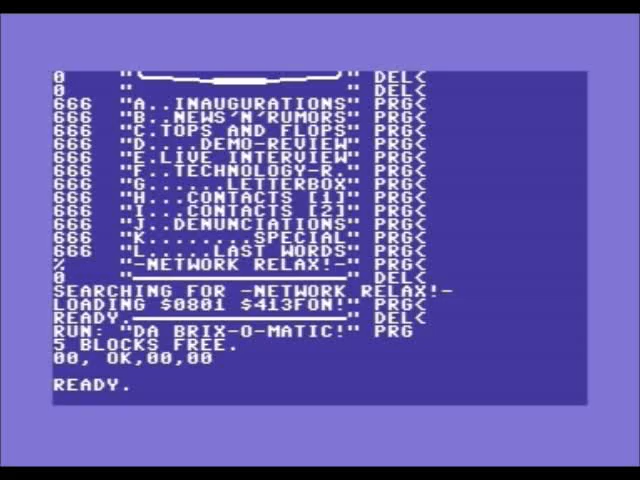 0 " " DEL<
0 " " DEL<
666 "A..INAUGURATIONS" PRG<
666 "B..NEWS'N'RUMORS" PRG<
666 "C.TOPS AND FLOPS" PRG<
666 "D....DEMO-REVIEW" PRG<
666 "E.LIVE INTERVIEW" PRG<
666 "F..TECHNOLOGY-R." PRG<
666 "G......LETTERBOX" PRG<
666 "H...CONTACTS [1]" PRG<
666 "I...CONTACTS [2]" PRG<
666 "J..DENUNCIATIONS" PRG<
666 "K........SPECIAL" PRG<
666 "L.....LAST WORDS" PRG<
% "-NETWORK RELAX!-" PRG<
0 " " DEL<
SEARCHING FOR -NETWORK RELAX!-
LOADING $0801 $413FON!" PRG<
READY. " DEL<
RUN: "DA BRIX-O-MATIC!" PRG
5 BLOCKS FREE.
00, OK,00,00
READY.